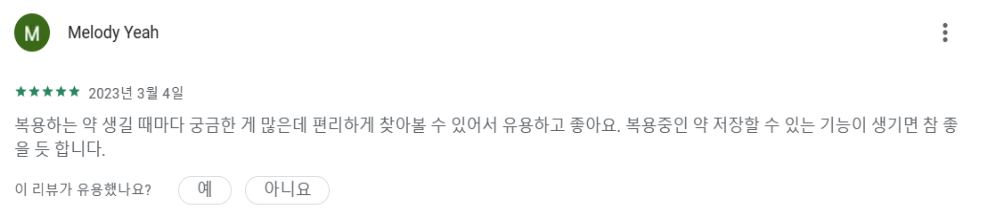 M
Melody Yeah
★★★★★ 2023년 3월 4일
복용하는 약 생길 때마다 궁금한 게 많은데 편리하게 찾아볼 수 있어서 유용하고 좋아요. 복용중인 약 저장할 수 있는 기능이 생기면 참 좋
을 듯 합니다.
이 리뷰가 유용했나요? 예 아니요